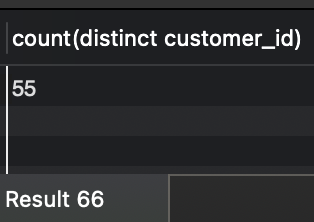 count(distinct customer_id)
55
Result 66